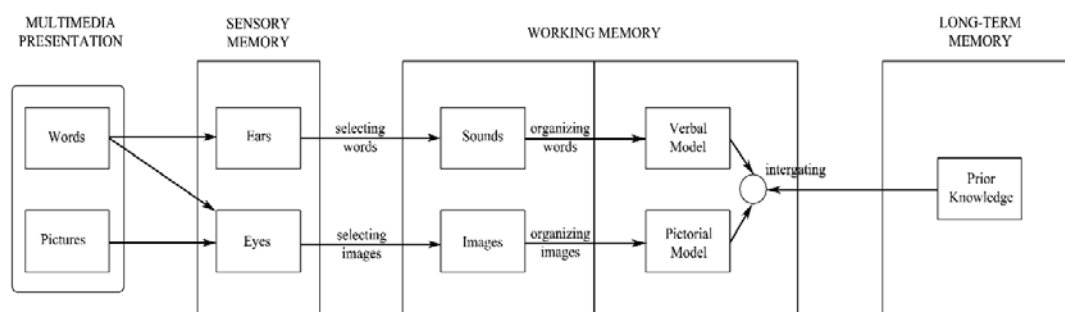 MULTIMEDIA
PRESENTATION
SENSORY
MEMORY
WORKING MEMORY
LONG-TERM
MEMORY
Words
Ears
selecting
words
Sounds
organizing
words
Verbal
Model
intergating
Prior
Knowledge
Pictures
Eyes
selecting
images
Images
organizing
images
Pictorial
Model